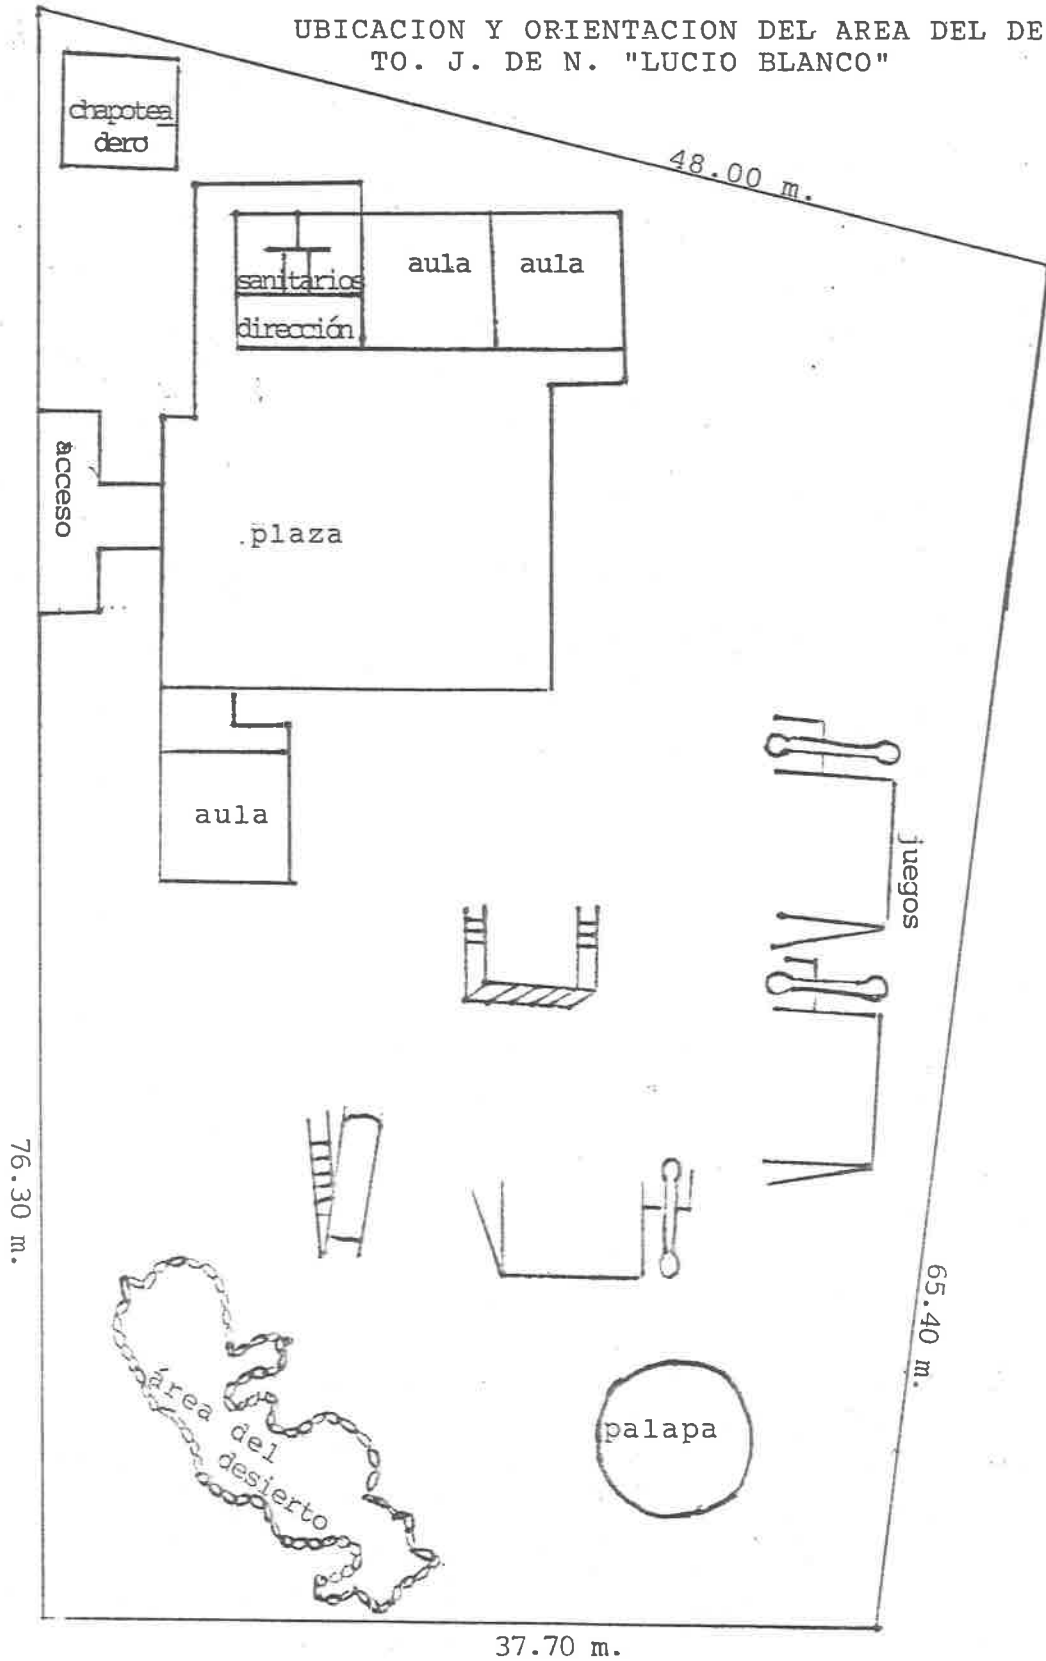 UBICACION Y ORIENTACION DEL AREA DEL DE
TO. J. DE N. "LUCIO BLANCO"
chapotea
dero
48.00 m.
sanitarios
aula
aula
dirección
acceso
plaza
aula
juegos
76.30 m.
65.40 m.
área del
desierto
palapa
37.70 m.